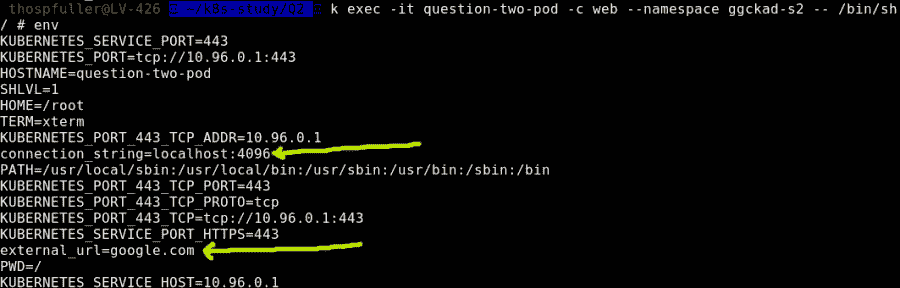 thospfuller@LV-426 k exec -it question-two-pod -c web --namespace ggckad-s2 -- /bin/sh
/ # env
KUBERNETES_SERVICE_PORT=443
KUBERNETES_PORT=tcp://10.96.0.1:443
HOSTNAME=question-two-pod
SHLVL=1
HOME=/root
TERM=xterm
KUBERNETES_PORT_443_TCP_ADDR=10.96.0.1
connection_string=localhost:4096
PATH=/usr/local/sbin:/usr/local/bin:/usr/sbin:/usr/bin:/sbin:/bin
KUBERNETES_PORT_443_TCP_PORT=443
KUBERNETES_PORT_443_TCP_PROTO=tcp
KUBERNETES_PORT_443_TCP=tcp://10.96.0.1:443
KUBERNETES_SERVICE_PORT_HTTPS=443
external_url=google.com
PWD=/
KUBERNETES_SERVICE_HOST=10.96.0.1